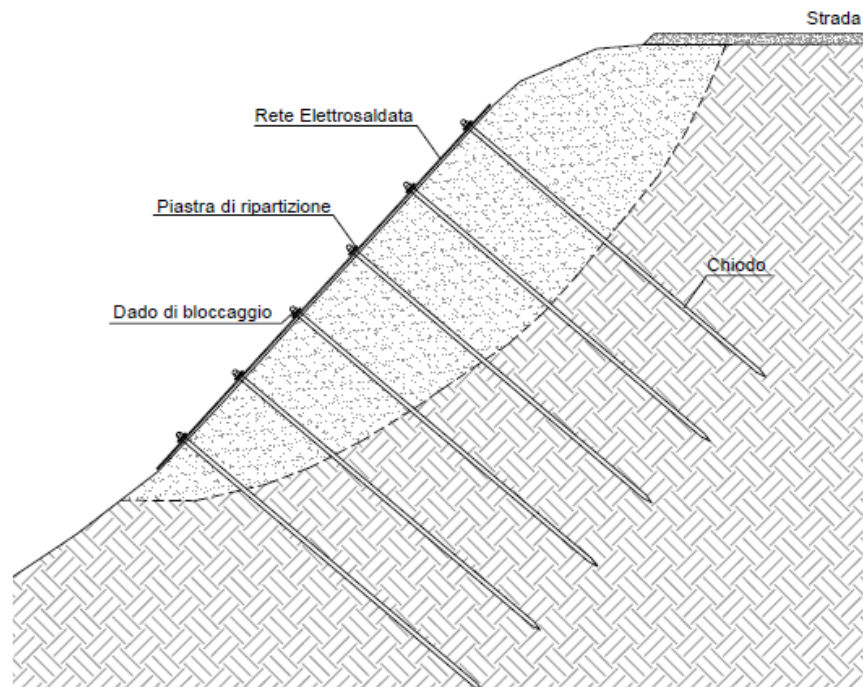 Strada
Rete Elettrosaldata
Piastra di ripartizione
Chiodo
Dado di bloccaggio